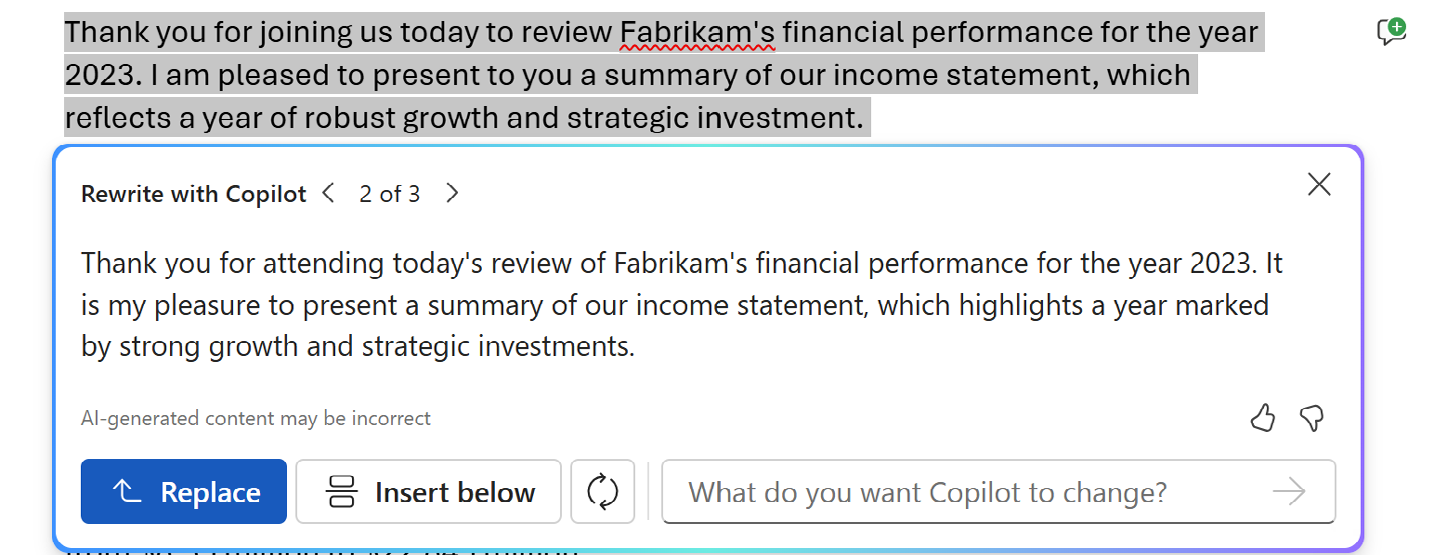 Thank you for joining us today to review Fabrikam's financial performance for the year
2023. I am pleased to present to you a summary of our income statement, which
reflects a year of robust growth and strategic investment.
Rewrite with Copilot < 2 of 3 >
Thank you for attending today's review of Fabrikam's financial performance for the year 2023. It
is my pleasure to present a summary of our income statement, which highlights a year marked
by strong growth and strategic investments.
AI-generated content may be incorrect
Replace
Insert below
What do you want Copilot to change?